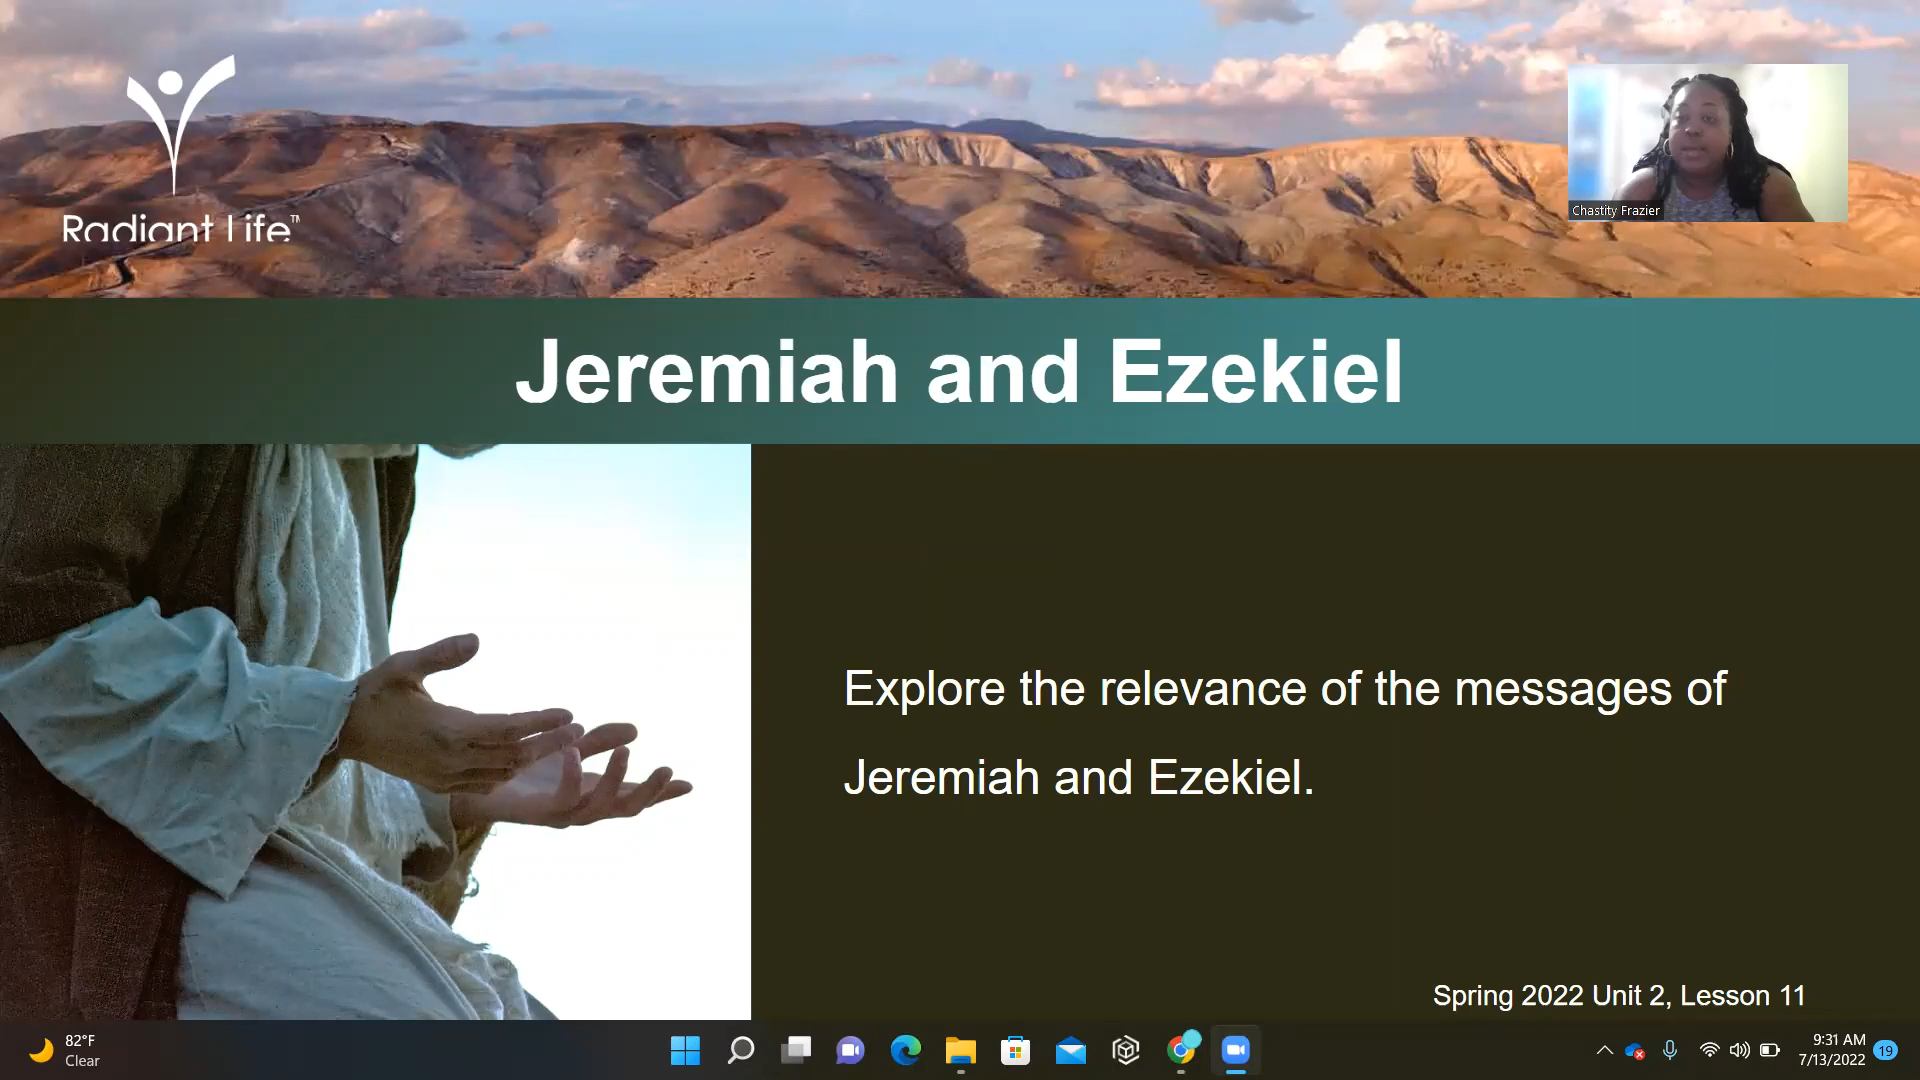 Radiant Life™
Chastity Frazier
Jeremiah and Ezekiel
Explore the relevance of the messages of
Jeremiah and Ezekiel.
Spring 2022 Unit 2, Lesson 11
82°F
Clear
9:31 AM
7/13/2022
19